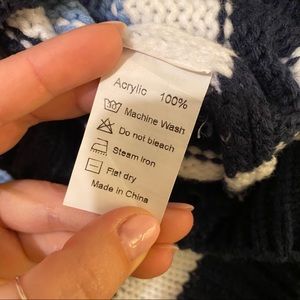 Acrylic 100%
Machine Wash
Do not bleach
Steam iron
Flat dry
Made in China